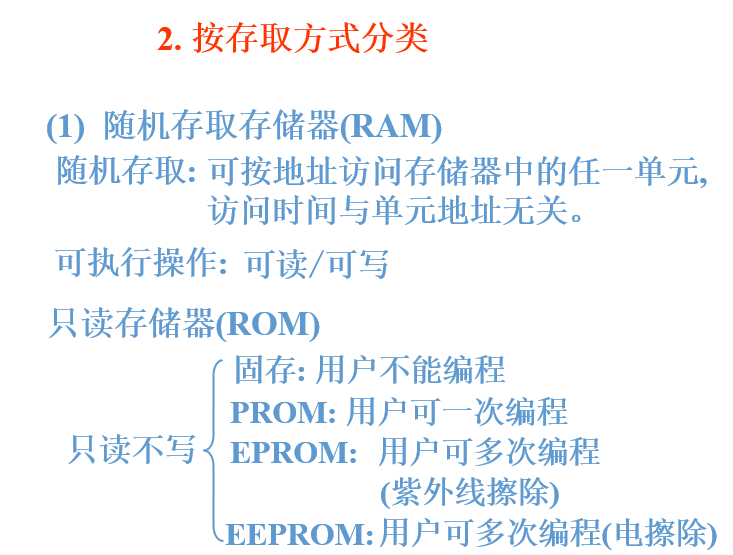 2. 按存取方式分类
(1) 随机存取存储器(RAM)
随机存取: 可按地址访问存储器中的任一单元,
访问时间与单元地址无关。
可执行操作: 可读/可写
只读存储器(ROM)
固存: 用户不能编程
PROM: 用户可一次编程
只读不写
EPROM: 用户可多次编程
(紫外线擦除)
EEPROM: 用户可多次编程(电擦除)